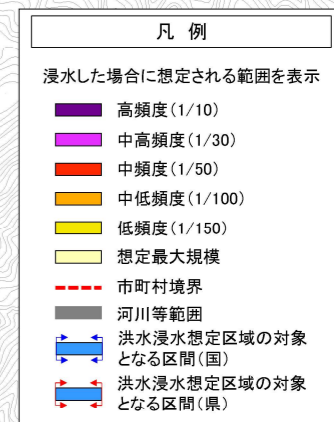 凡 例
浸水した場合に想定される範囲を表示
高頻度(1/10)
中高頻度(1/30)
中頻度(1/50)
中低頻度(1/100)
低頻度(1/150)
想定最大規模
市町村境界
河川等範囲
洪水浸水想定区域の対象
となる区間(国)
洪水浸水想定区域の対象
となる区間(県)